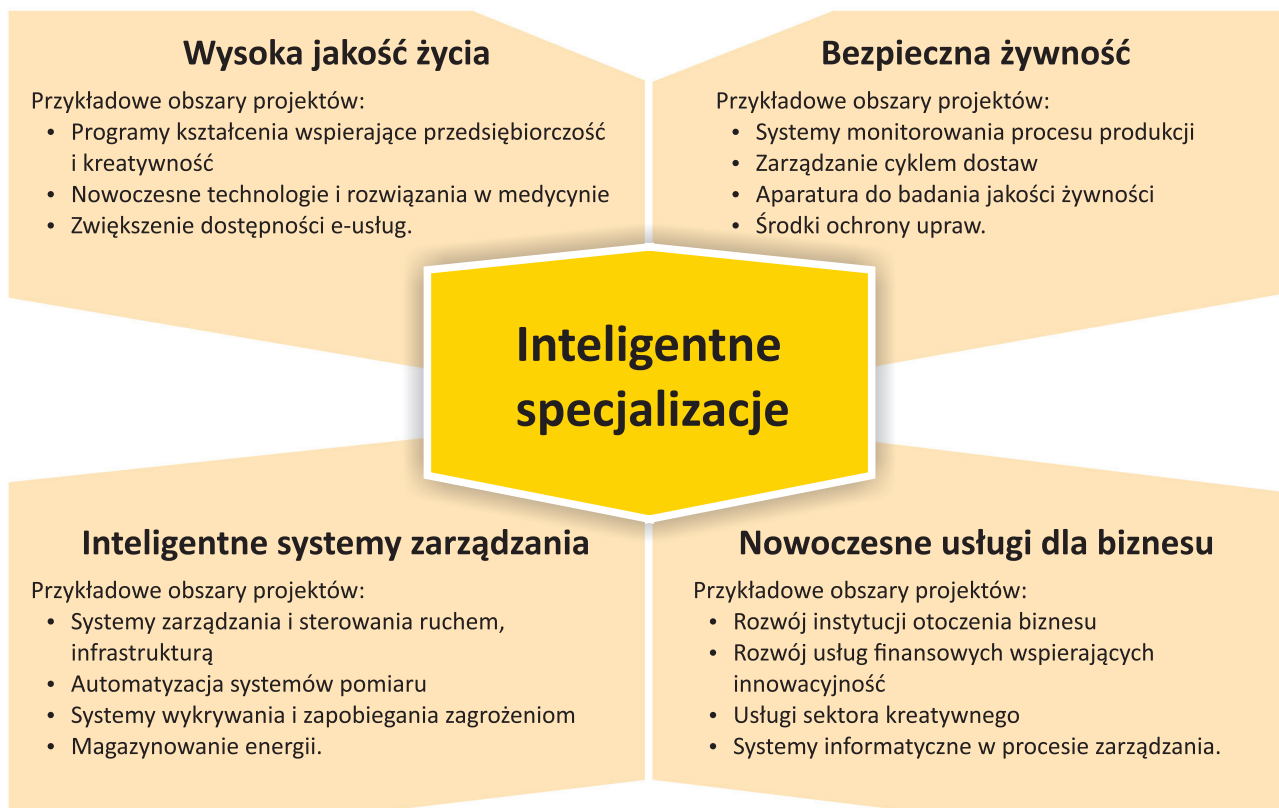 Wysoka jakość życia
Przykładowe obszary projektów:
• Programy kształcenia wspierające przedsiębiorczość
i kreatywność
• Nowoczesne technologie i rozwiązania w medycynie
• Zwiększenie dostępności e-usług.
Bezpieczna żywność
Przykładowe obszary projektów:
• Systemy monitorowania procesu produkcji
• Zarządzanie cyklem dostaw
• Aparatura do badania jakości żywności
• Środki ochrony upraw.
Inteligentne
specjalizacje
Inteligentne systemy zarządzania
Przykładowe obszary projektów:
• Systemy zarządzania i sterowania ruchem,
infrastrukturą
• Automatyzacja systemów pomiaru
• Systemy wykrywania i zapobiegania zagrożeniom
• Magazynowanie energii.
Nowoczesne usługi dla biznesu
Przykładowe obszary projektów:
• Rozwój instytucji otoczenia biznesu
• Rozwój usług finansowych wspierających
innowacyjność
• Usługi sektora kreatywnego
• Systemy informatyczne w procesie zarządzania.